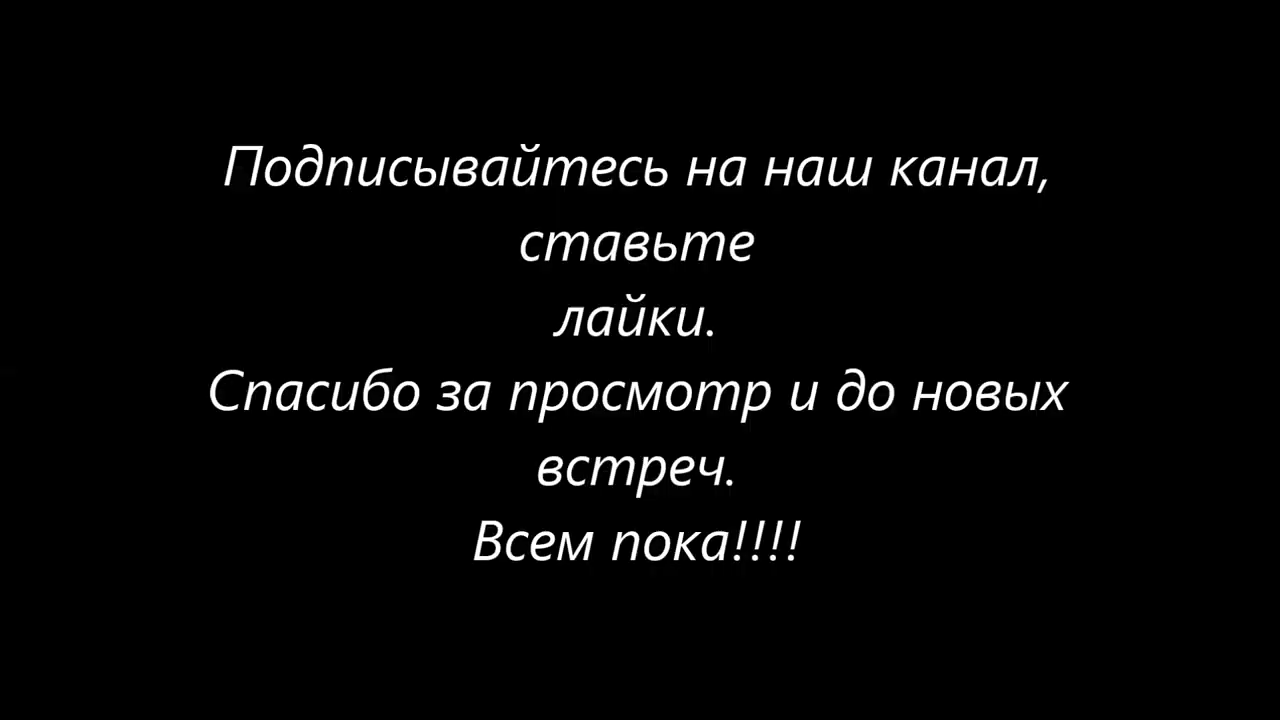 Подписывайтесь на наш канал,
ставьте
лайки.
Спасибо за просмотр и до новых
встреч.
Всем пока!!!!